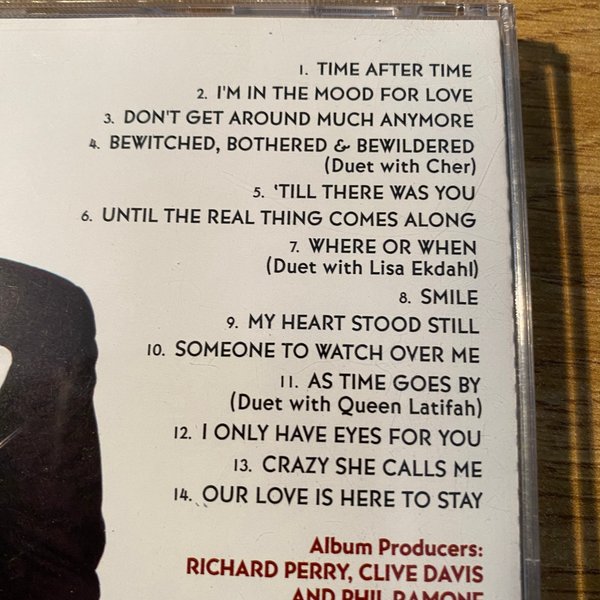 1. TIME AFTER TIME
2. I'M IN THE MOOD FOR LOVE
3. DON'T GET AROUND MUCH ANYMORE
4. BEWITCHED, BOTHERED & BEWILDERED
(Duet with Cher)
5. 'TILL THERE WAS YOU
6. UNTIL THE REAL THING COMES ALONG
7. WHERE OR WHEN
(Duet with Lisa Ekdahl)
8. SMILE
9. MY HEART STOOD STILL
10. SOMEONE TO WATCH OVER ME
11. AS TIME GOES BY
(Duet with Queen Latifah)
12. I ONLY HAVE EYES FOR YOU
13. CRAZY SHE CALLS ME
14. OUR LOVE IS HERE TO STAY
Album Producers:
RICHARD PERRY, CLIVE DAVIS
AND PHIL RAMONE